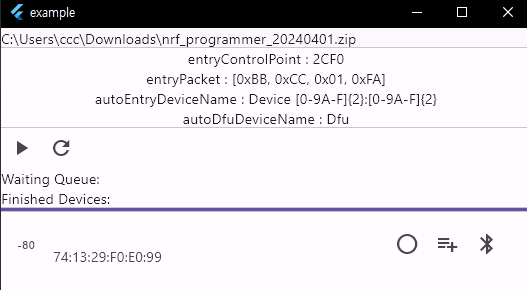 example
C:\Users\ccc\Downloads\nrf_programmer_20240401.zip
entryControlPoint : 2CF0
entryPacket : [0xBB, 0xCC, 0x01, 0xFA]
autoEntryDeviceName : Device [0-9A-F]{2}:[0-9A-F]{2}
autoDfuDeviceName : Dfu
Waiting Queue:
Finished Devices:
-80
74:13:29:F0:E0:99